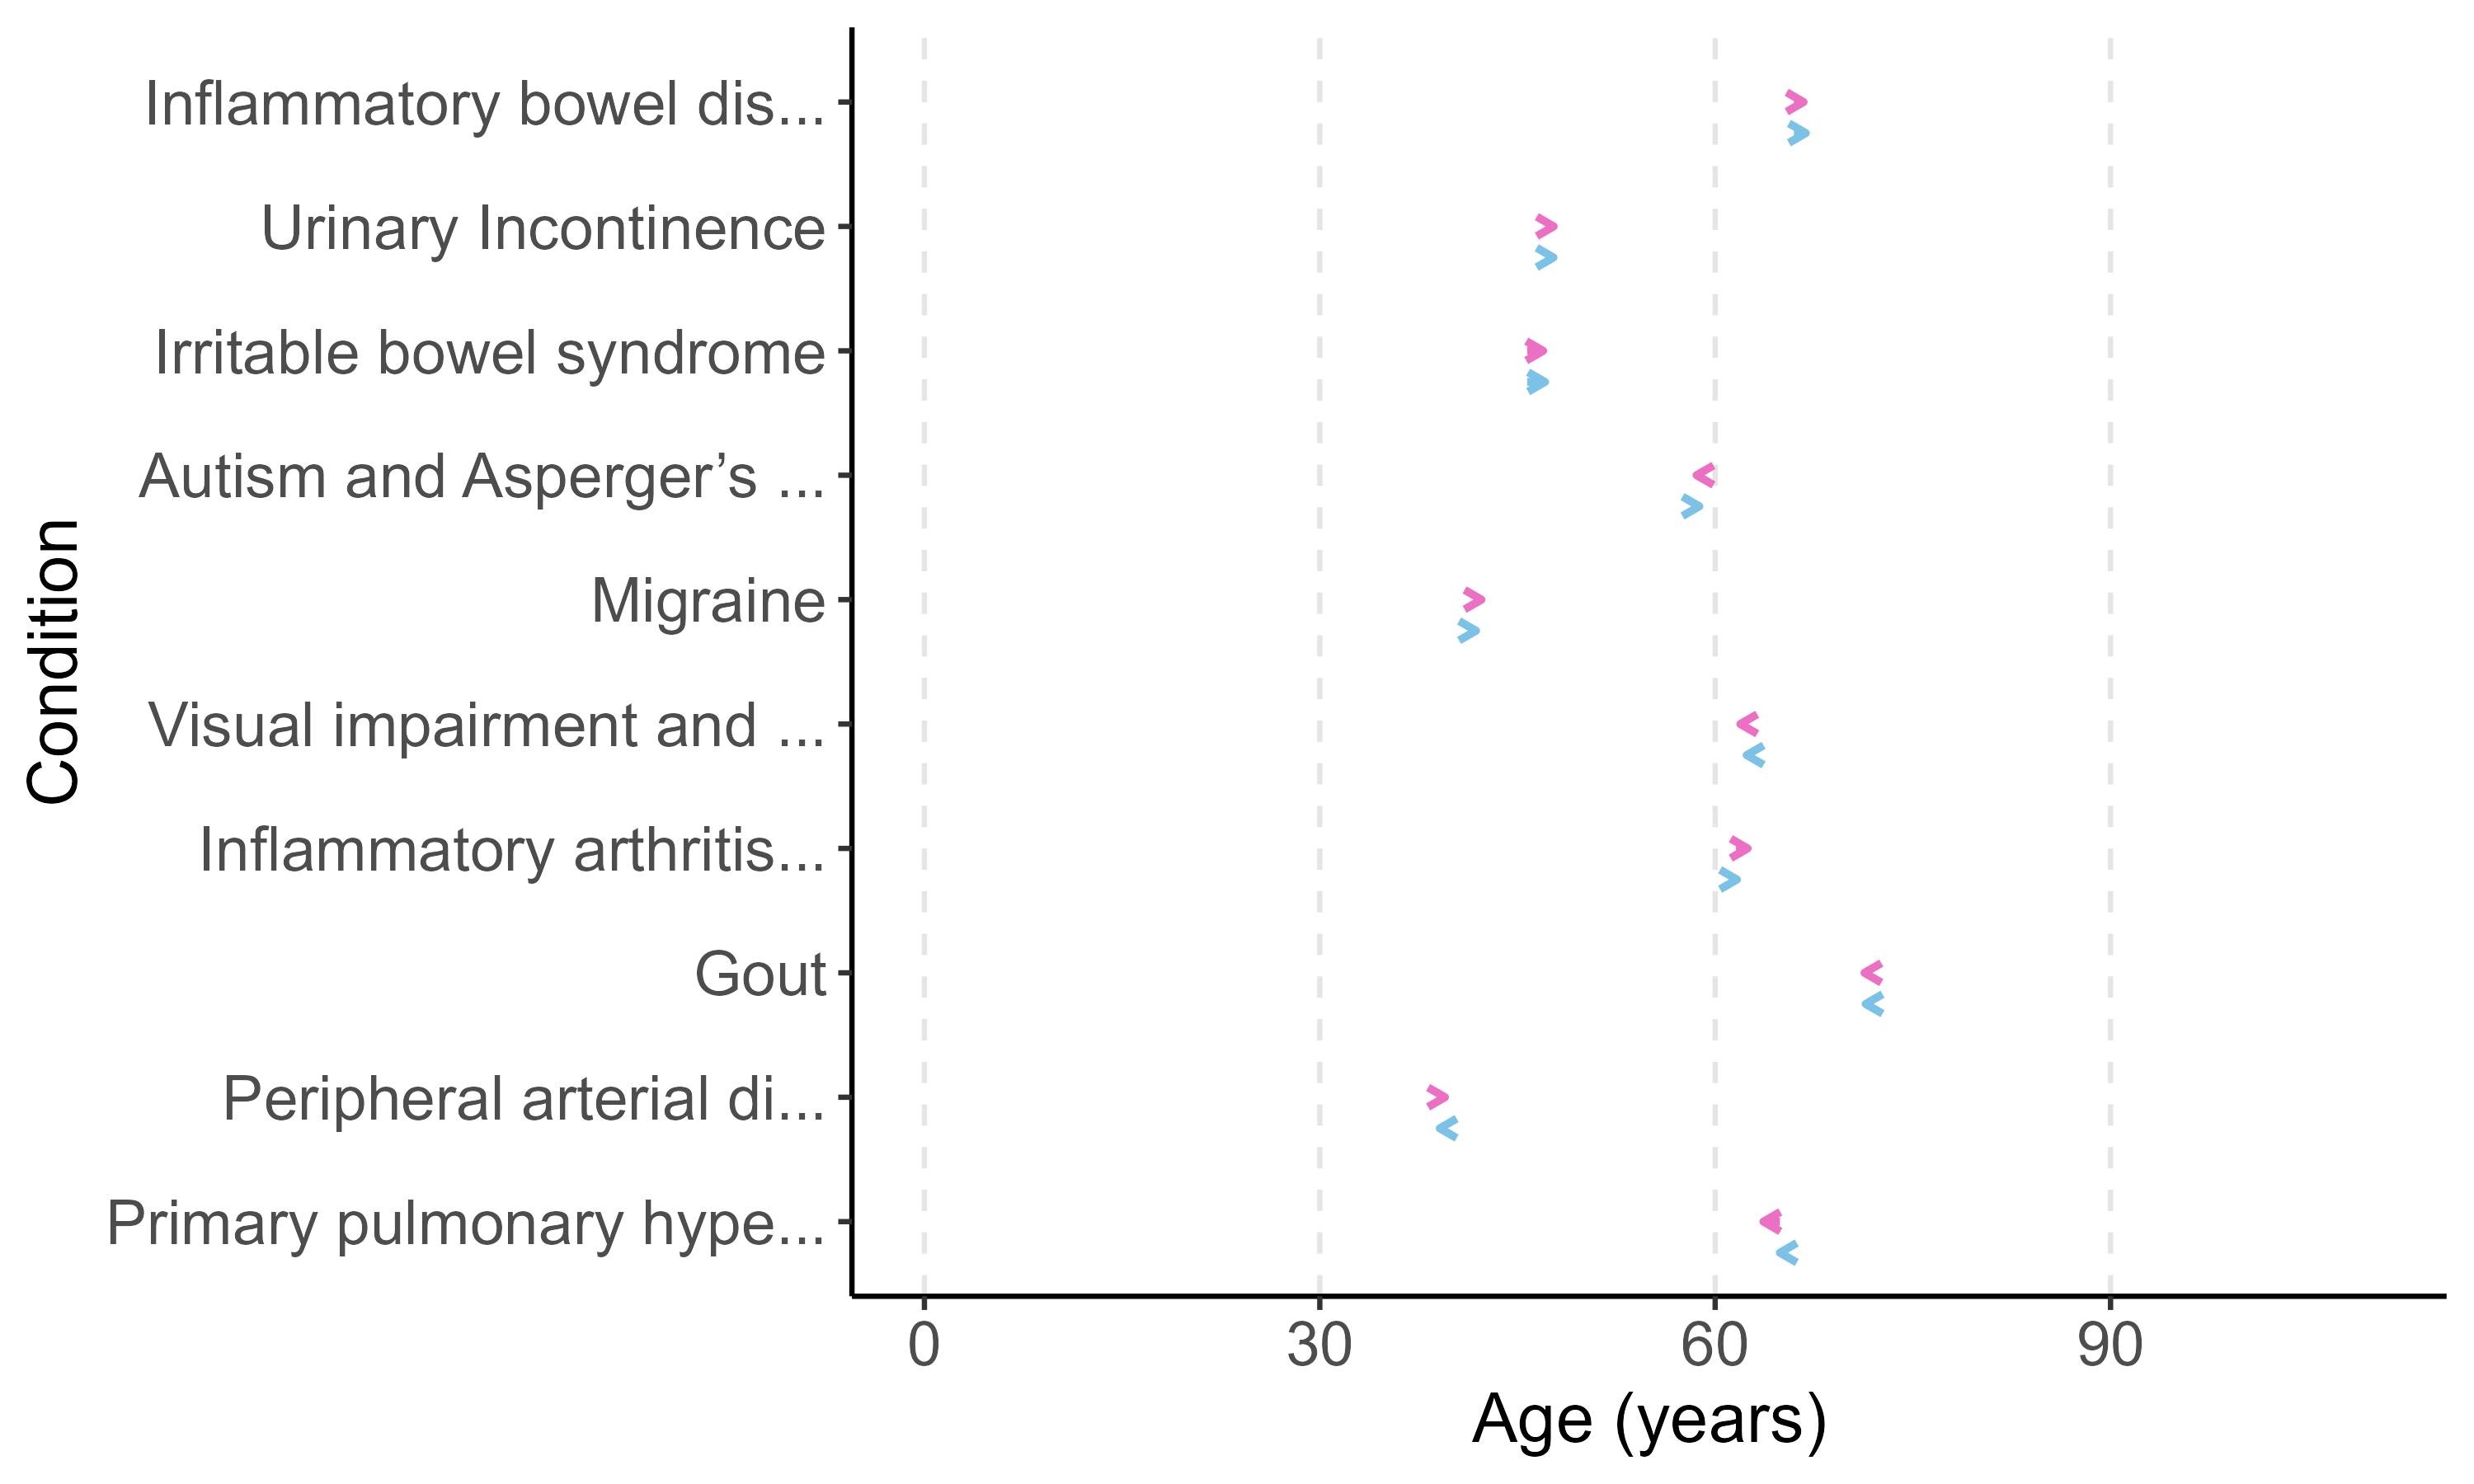 Condition
Inflammatory bowel dis...
Urinary Incontinence
Irritable bowel syndrome
Autism and Asperger’s ...
Migraine
Visual impairment and ...
Inflammatory arthritis...
Gout
Peripheral arterial di...
Primary pulmonary hype...
0 30 60 90
Age (years)